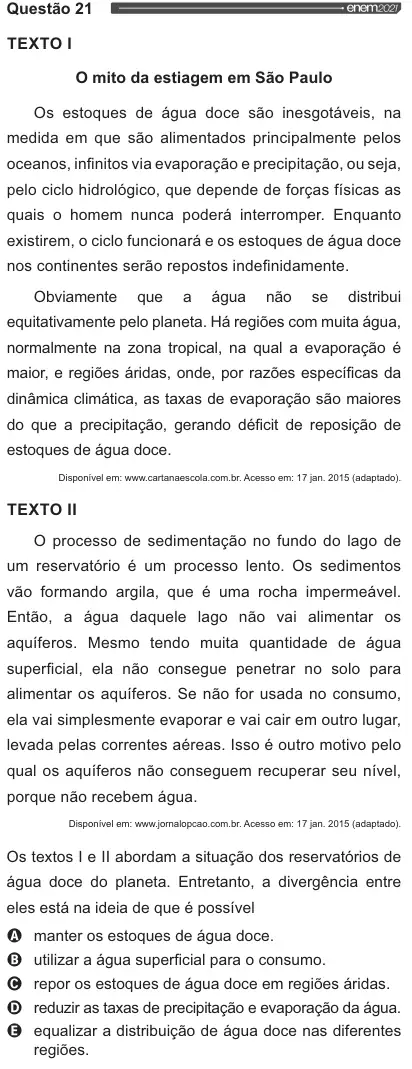 Questão 21 enem2021
TEXTO I
O mito da estiagem em São Paulo
Os estoques de água doce são inesgotáveis, na
medida em que são alimentados principalmente pelos
oceanos, infinitos via evaporação e precipitação, ou seja,
pelo ciclo hidrológico, que depende de forças físicas as
quais o homem nunca poderá interromper. Enquanto
existirem, o ciclo funcionará e os estoques de água doce
nos continentes serão repostos indefinidamente.
Obviamente que a água não se distribui
equitativamente pelo planeta. Há regiões com muita água,
normalmente na zona tropical, na qual a evaporação é
maior, e regiões áridas, onde, por razões específicas da
dinâmica climática, as taxas de evaporação são maiores
do que a precipitação, gerando déficit de reposição de
estoques de água doce.
Disponível em: www.cartanaescola.com.br. Acesso em: 17 jan. 2015 (adaptado).
TEXTO II
O processo de sedimentação no fundo do lago de
um reservatório é um processo lento. Os sedimentos
vão formando argila, que é uma rocha impermeável.
Então, a água daquele lago não vai alimentar os
aquíferos. Mesmo tendo muita quantidade de água
superficial, ela não consegue penetrar no solo para
alimentar os aquíferos. Se não for usada no consumo,
ela vai simplesmente evaporar e vai cair em outro lugar,
levada pelas correntes aéreas. Isso é outro motivo pelo
qual os aquíferos não conseguem recuperar seu nível,
porque não recebem água.
Disponível em: www.jornalopcao.com.br. Acesso em: 17 jan. 2015 (adaptado).
Os textos I e II abordam a situação dos reservatórios de
água doce do planeta. Entretanto, a divergência entre
eles está na ideia de que é possível
A manter os estoques de água doce.
B utilizar a água superficial para o consumo.
C repor os estoques de água doce em regiões áridas.
D reduzir as taxas de precipitação e evaporação da água.
E equalizar a distribuição de água doce nas diferentes
regiões.